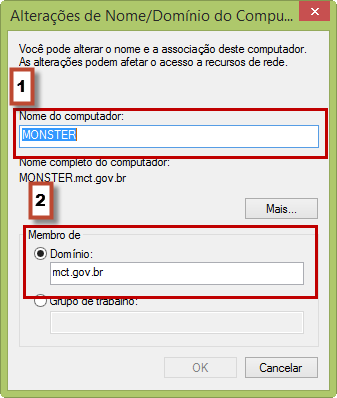 Alterações de Nome/Domínio do Compu...
Você pode alterar o nome e a associação deste computador.
As alterações podem afetar o acesso a recursos de rede.
1
Nome do computador:
MONSTER
Nome completo do computador:
MONSTER.mct.gov.br
2
Mais...
Membro de
Domínio:
mct.gov.br
Grupo de trabalho:
OK
Cancelar